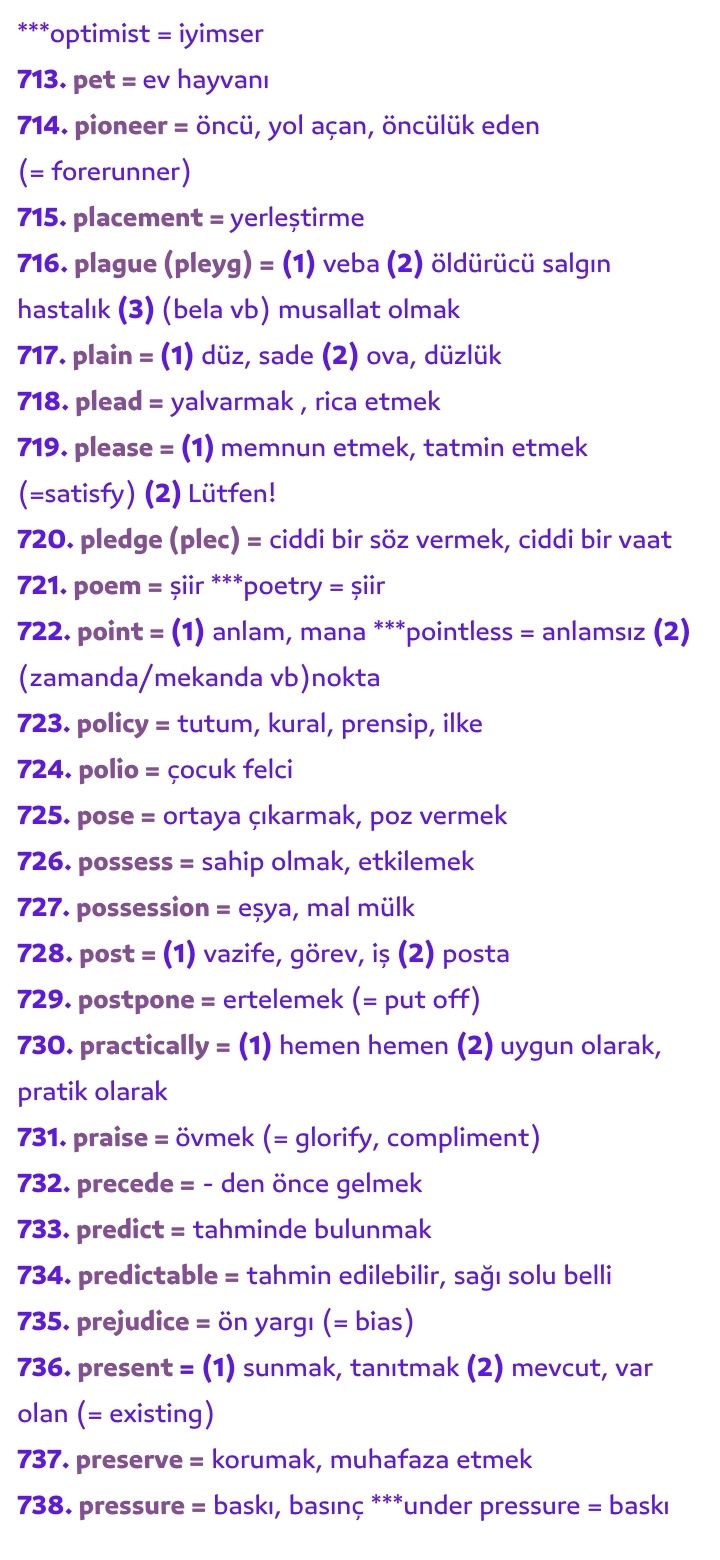 ***optimist = iyimser
713. pet = ev hayvanı
714. pioneer = öncü, yol açan, öncülük eden
(= forerunner)
715. placement = yerleştirme
716. plague (pleyg) = (1) veba (2) öldürücü salgın
hastalık (3) (bela vb) musallat olmak
717. plain = (1) düz, sade (2) ova, düzlük
718. plead = yalvarmak , rica etmek
719. please = (1) memnun etmek, tatmin etmek
(=satisfy) (2) Lütfen!
720. pledge (plec) = ciddi bir söz vermek, ciddi bir vaat
721. poem = şiir ***poetry = şiir
722. point = (1) anlam, mana ***pointless = anlamsız (2)
(zamanda/mekanda vb)nokta
723. policy = tutum, kural, prensip, ilke
724. polio = çocuk felci
725. pose = ortaya çıkarmak, poz vermek
726. possess = sahip olmak, etkilemek
727. possession = eşya, mal mülk
728. post = (1) vazife, görev, iş (2) posta
729. postpone = ertelemek (= put off)
730. practically = (1) hemen hemen (2) uygun olarak,
pratik olarak
731. praise = övmek (= glorify, compliment)
732. precede = - den önce gelmek
733. predict = tahminde bulunmak
734. predictable = tahmin edilebilir, sağı solu belli
735. prejudice = ön yargı (= bias)
736. present = (1) sunmak, tanıtmak (2) mevcut, var
olan (= existing)
737. preserve = korumak, muhafaza etmek
738. pressure = baskı, basınç ***under pressure = baskı